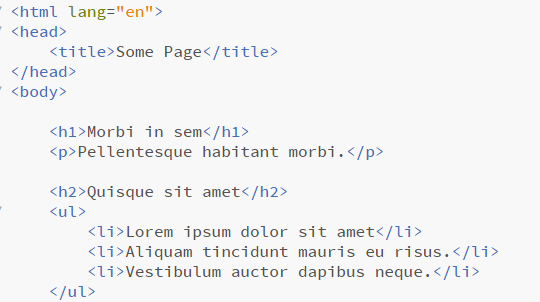 <html lang="en">
<head>
    <title>Some Page</title>
</head>
<body>

    <h1>Morbi in sem</h1>
    <p>Pellentesque habitant morbi.</p>

    <h2>Quisque sit amet</h2>
    <ul>
        <li>Lorem ipsum dolor sit amet</li>
        <li>Aliquam tincidunt mauris eu risus.</li>
        <li>Vestibulum auctor dapibus neque.</li>
    </ul>